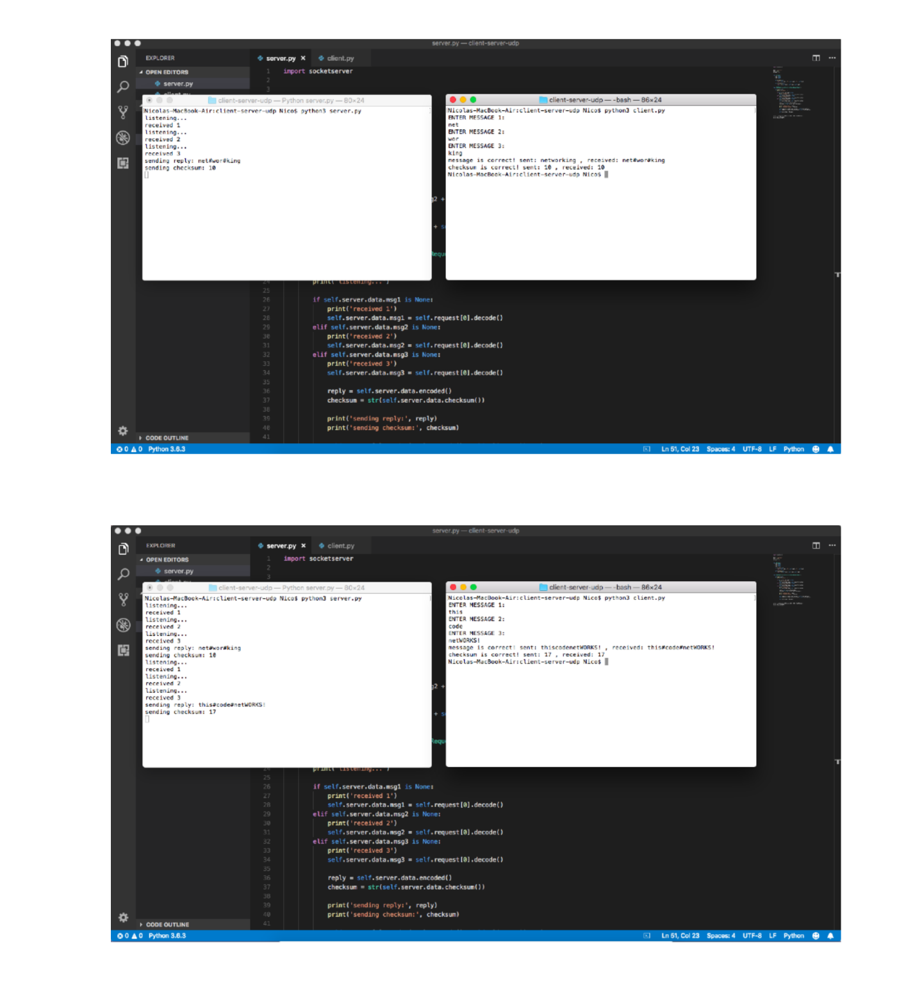 server.py — client-server-udp
EXPLORER
server.py ×
client.py
OPEN EDITORS
server.py
client.py
1 import socketserver
2
3
client-server-udp — Python server.py — 80×24
Nicolas-MacBook-Air:client-server-udp Nico$ python3 server.py
listening...
received 1
listening...
received 2
listening...
received 3
sending reply: net#wor#king
sending checksum: 10
client-server-udp — -bash — 86×24
Nicolas-MacBook-Air:client-server-udp Nico$ python3 client.py
ENTER MESSAGE 1:
net
ENTER MESSAGE 2:
wor
ENTER MESSAGE 3:
king
message is correct! sent: networking , received: net#wor#king
checksum is correct! sent: 10 , received: 10
Nicolas-MacBook-Air:client-server-udp Nico$
g2 +
+ s
Requ
24 print('listening...')
25
26 if self.server.data.msg1 is None:
27 print('received 1')
28 self.server.data.msg1 = self.request[0].decode()
29 elif self.server.data.msg2 is None:
30 print('received 2')
31 self.server.data.msg2 = self.request[0].decode()
32 elif self.server.data.msg3 is None:
33 print('received 3')
34 self.server.data.msg3 = self.request[0].decode()
35
36 reply = self.server.data.encoded()
37 checksum = str(self.server.data.checksum())
38
39 print('sending reply:', reply)
40 print('sending checksum:', checksum)
41
CODE OUTLINE
0 0 Python 3.6.3
Ln 51, Col 23 Spaces: 4 UTF-8 LF Python
server.py — client-server-udp
EXPLORER
server.py ×
client.py
OPEN EDITORS
server.py
client.py
1 import socketserver
2
3
client-server-udp — Python server.py — 80×24
Nicolas-MacBook-Air:client-server-udp Nico$ python3 server.py
listening...
received 1
listening...
received 2
listening...
received 3
sending reply: net#wor#king
sending checksum: 10
listening...
received 1
listening...
received 2
listening...
received 3
sending reply: this#code#netWORKS!
sending checksum: 17
client-server-udp — -bash — 86×24
Nicolas-MacBook-Air:client-server-udp Nico$ python3 client.py
ENTER MESSAGE 1:
this
ENTER MESSAGE 2:
code
ENTER MESSAGE 3:
netWORKS!
message is correct! sent: thiscodenetWORKS! , received: this#code#netWORKS!
checksum is correct! sent: 17 , received: 17
Nicolas-MacBook-Air:client-server-udp Nico$
g2 +
+ s
Requ
24 print('listening...')
25
26 if self.server.data.msg1 is None:
27 print('received 1')
28 self.server.data.msg1 = self.request[0].decode()
29 elif self.server.data.msg2 is None:
30 print('received 2')
31 self.server.data.msg2 = self.request[0].decode()
32 elif self.server.data.msg3 is None:
33 print('received 3')
34 self.server.data.msg3 = self.request[0].decode()
35
36 reply = self.server.data.encoded()
37 checksum = str(self.server.data.checksum())
38
39 print('sending reply:', reply)
40 print('sending checksum:', checksum)
41
CODE OUTLINE
0 0 Python 3.6.3
Ln 51, Col 23 Spaces: 4 UTF-8 LF Python